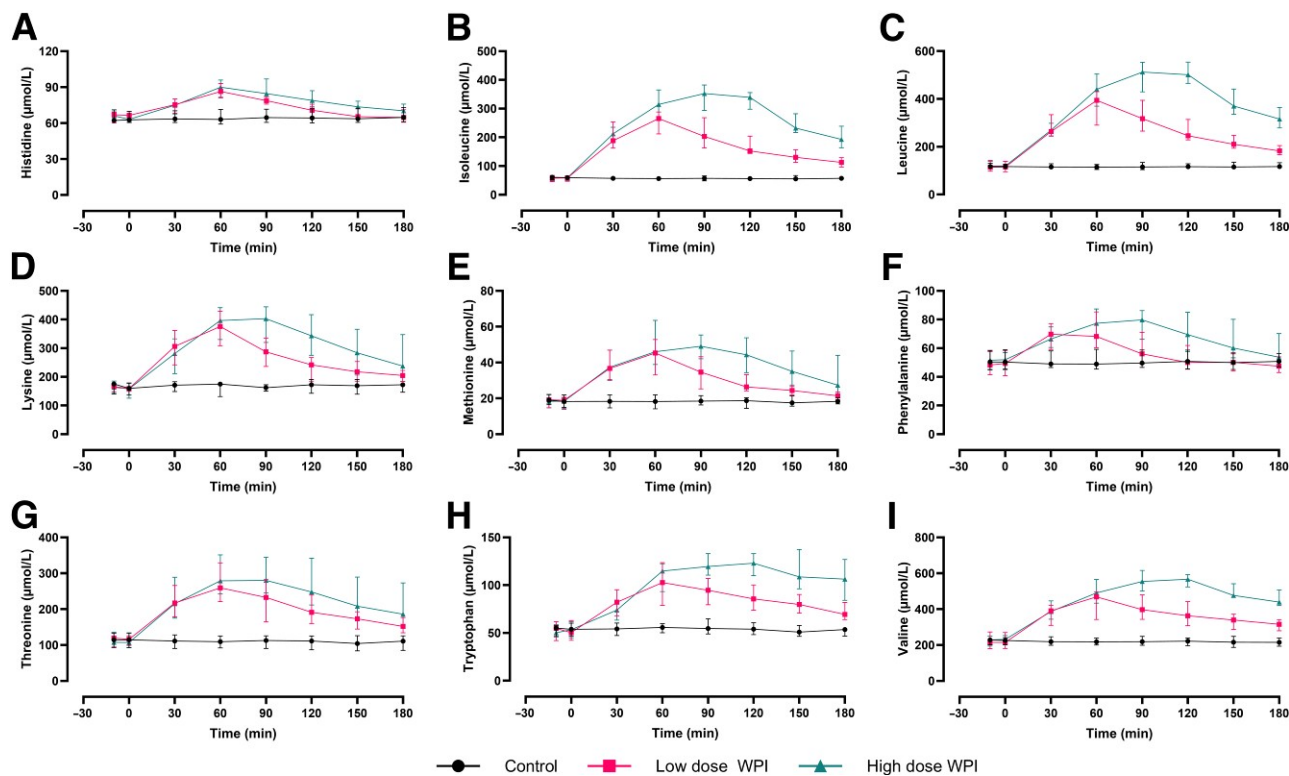 A
Histidine (µmol/L)
120
90
60
30
0
−30 0 30 60 90 120 150 180
Time (min)
B
Isoleucine (µmol/L)
500
400
300
200
100
0
−30 0 30 60 90 120 150 180
Time (min)
C
Leucine (µmol/L)
600
400
200
0
−30 0 30 60 90 120 150 180
Time (min)
D
Lysine (µmol/L)
500
400
300
200
100
0
−30 0 30 60 90 120 150 180
Time (min)
E
Methionine (µmol/L)
80
60
40
20
0
−30 0 30 60 90 120 150 180
Time (min)
F
Phenylalanine (µmol/L)
100
80
60
40
20
0
−30 0 30 60 90 120 150 180
Time (min)
G
Threonine (µmol/L)
400
300
200
100
0
−30 0 30 60 90 120 150 180
Time (min)
H
Tryptophan (µmol/L)
150
100
50
0
−30 0 30 60 90 120 150 180
Time (min)
I
Valine (µmol/L)
800
600
400
200
0
−30 0 30 60 90 120 150 180
Time (min)
Control Low dose WPI High dose WPI